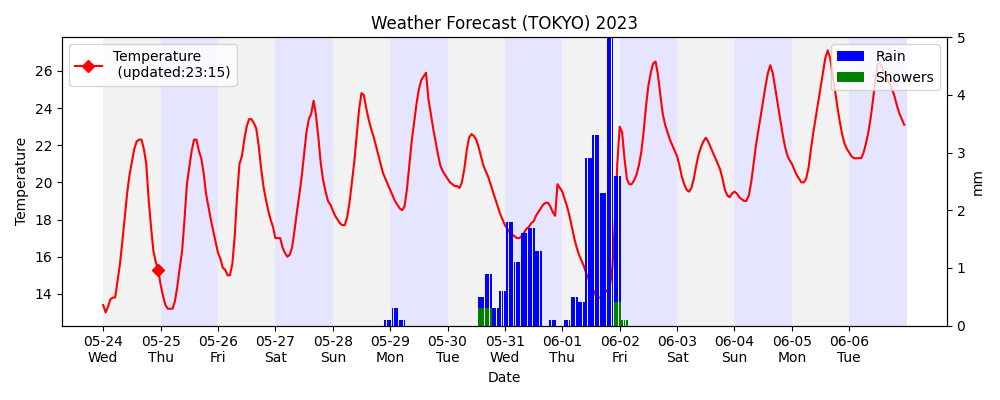 Weather Forecast (TOKYO) 2023
Temperature
(updated:23:15)
Rain
Showers
Temperature
26
24
22
20
18
16
14
5
4
3
2
1
0
mm
05-24 05-25 05-26 05-27 05-28 05-29 05-30 05-31 06-01 06-02 06-03 06-04 06-05 06-06
Wed Thu Fri Sat Sun Mon Tue Wed Thu Fri Sat Sun Mon Tue
Date